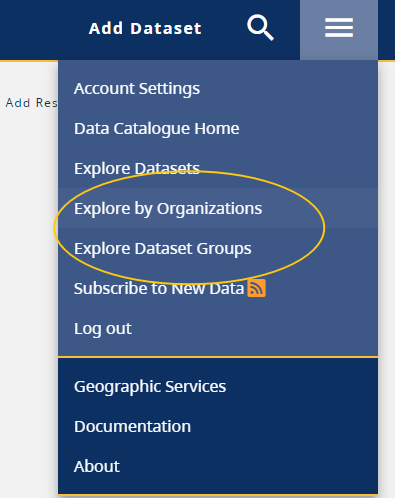 Add Dataset
Add Res
Account Settings
Data Catalogue Home
Explore Datasets
Explore by Organizations
Explore Dataset Groups
Subscribe to New Data
Log out
Geographic Services
Documentation
About